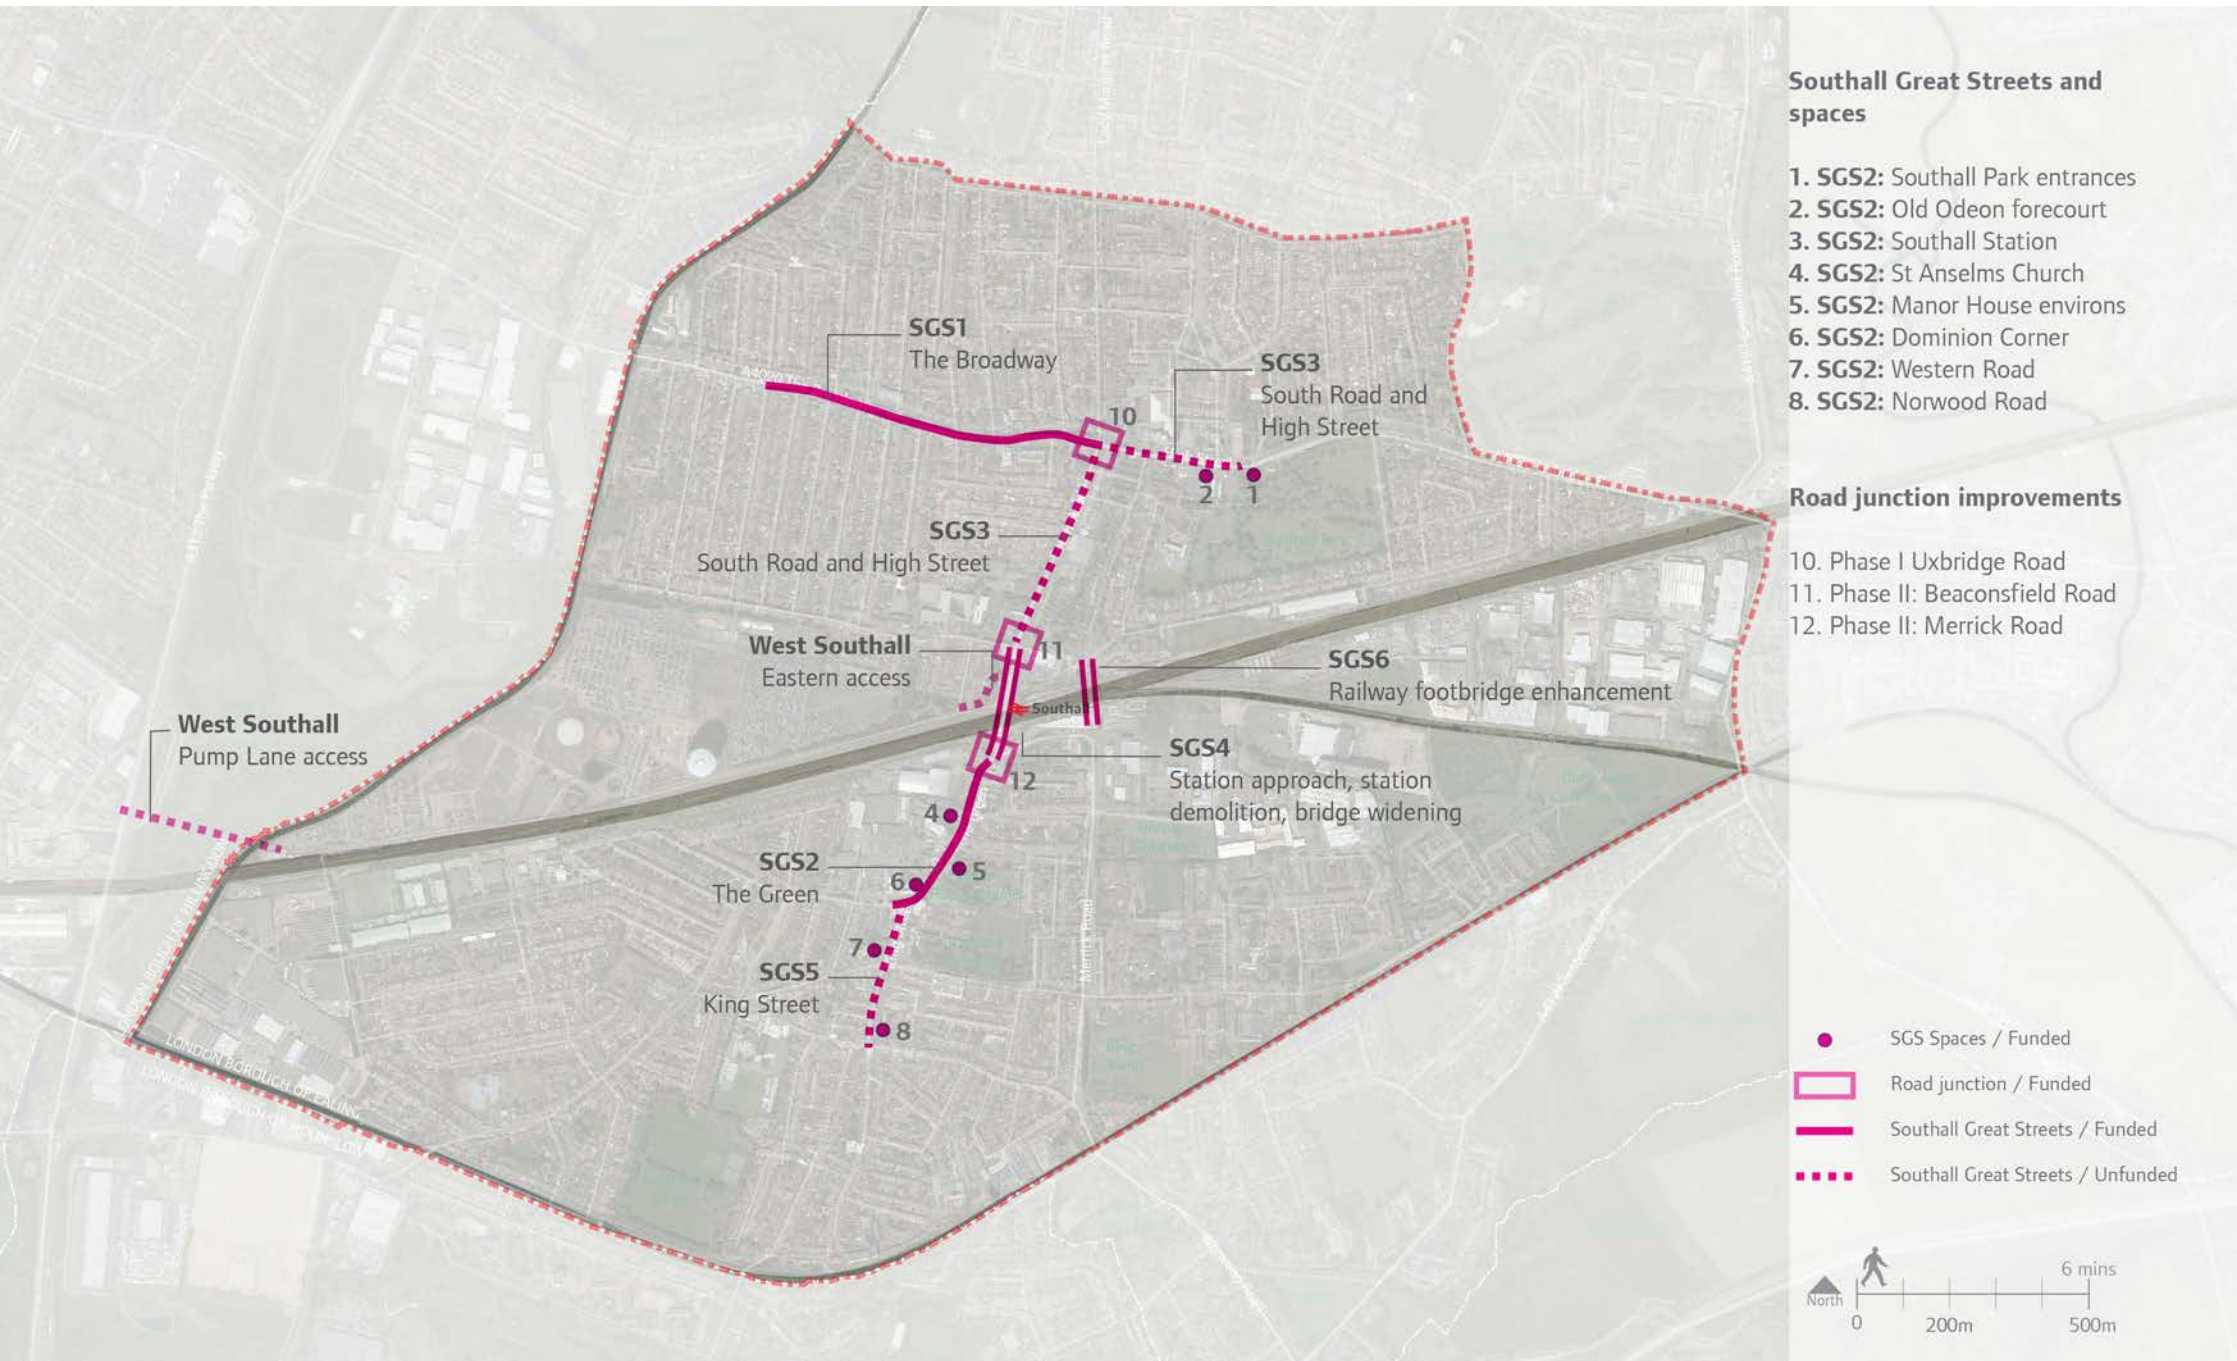 Southall Great Streets and
spaces
1. SGS2: Southall Park entrances
2. SGS2: Old Odeon forecourt
3. SGS2: Southall Station
4. SGS2: St Anselms Church
5. SGS2: Manor House environs
6. SGS2: Dominion Corner
7. SGS2: Western Road
8. SGS2: Norwood Road
Road junction improvements
10. Phase I Uxbridge Road
11. Phase II: Beaconsfield Road
12. Phase II: Merrick Road
SGS1
The Broadway
10
SGS3
South Road and
High Street
2
1
SGS3
South Road and High Street
West Southall
Eastern access
11
SGS6
Railway footbridge enhancement
Southall
West Southall
Pump Lane access
SGS4
Station approach, station
demolition, bridge widening
12
4
SGS2
The Green
5
6
7
SGS5
King Street
8
Merrick Road
LONDON BOROUGH OF EALING
SGS Spaces / Funded
Road junction / Funded
Southall Great Streets / Funded
Southall Great Streets / Unfunded
6 mins
North
0
200m
500m